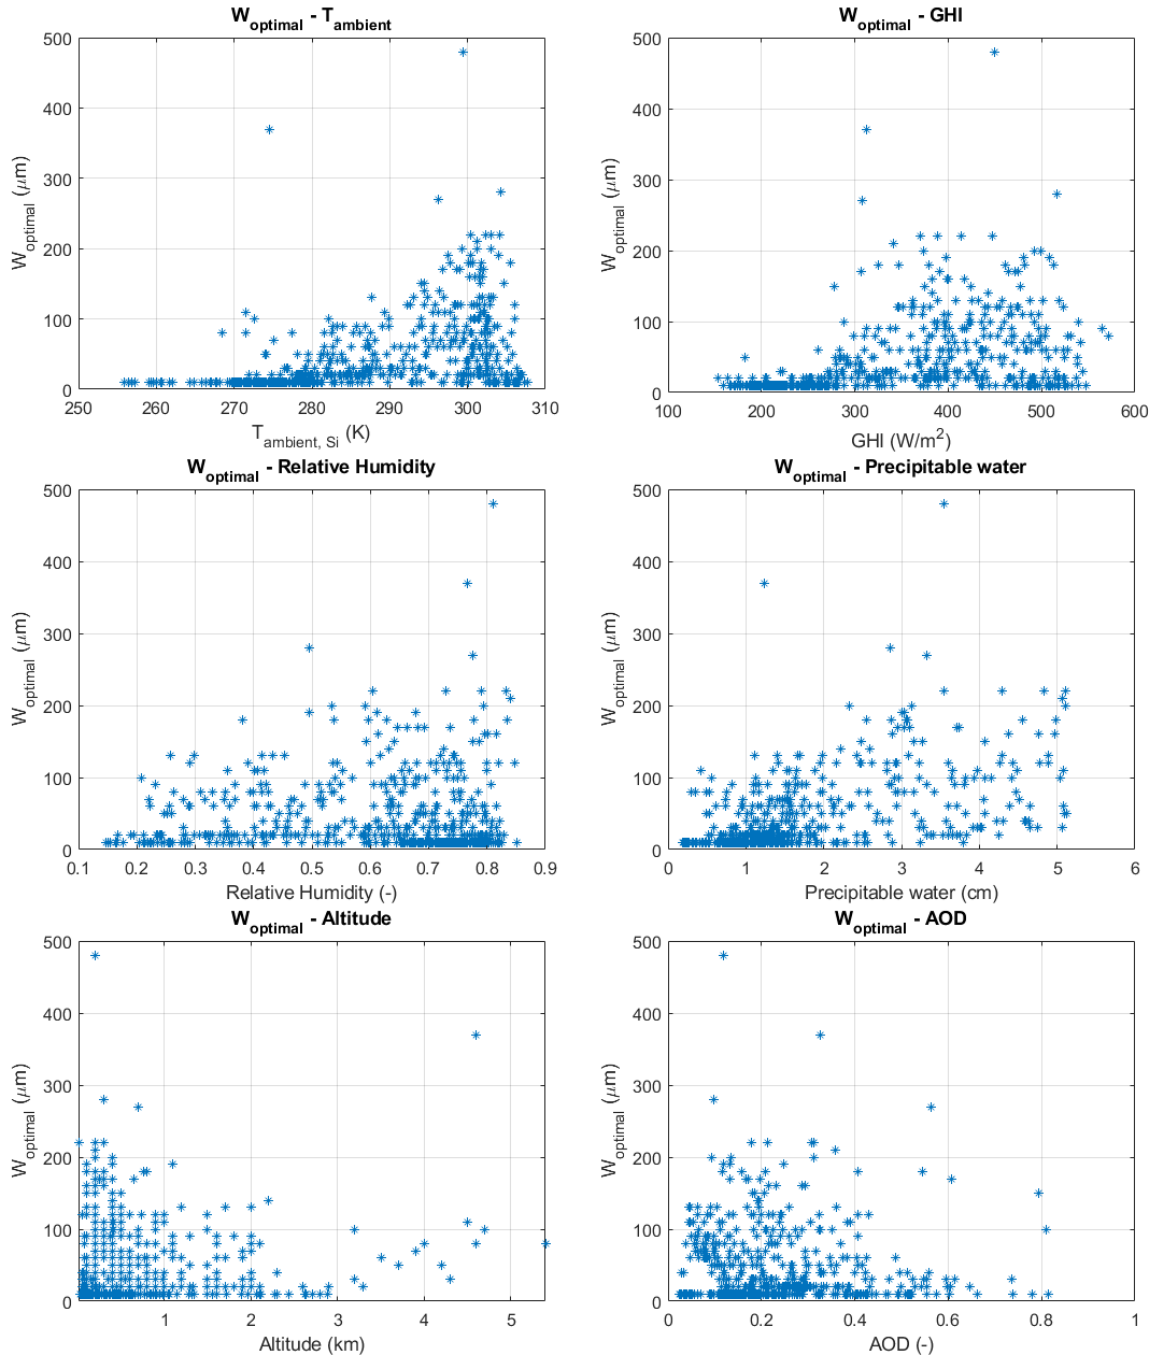 W_optimal - T_ambient
500
400
300
200
100
0
W_optimal (μm)
250 260 270 280 290 300 310
T_ambient, Si (K)
W_optimal - GHI
500
400
300
200
100
0
W_optimal (μm)
100 200 300 400 500 600
GHI (W/m²)
W_optimal - Relative Humidity
500
400
300
200
100
0
W_optimal (μm)
0.1 0.2 0.3 0.4 0.5 0.6 0.7 0.8 0.9
Relative Humidity (-)
W_optimal - Precipitable water
500
400
300
200
100
0
W_optimal (μm)
0 1 2 3 4 5 6
Precipitable water (cm)
W_optimal - Altitude
500
400
300
200
100
0
W_optimal (μm)
1 2 3 4 5
Altitude (km)
W_optimal - AOD
500
400
300
200
100
0
W_optimal (μm)
0 0.2 0.4 0.6 0.8 1
AOD (-)